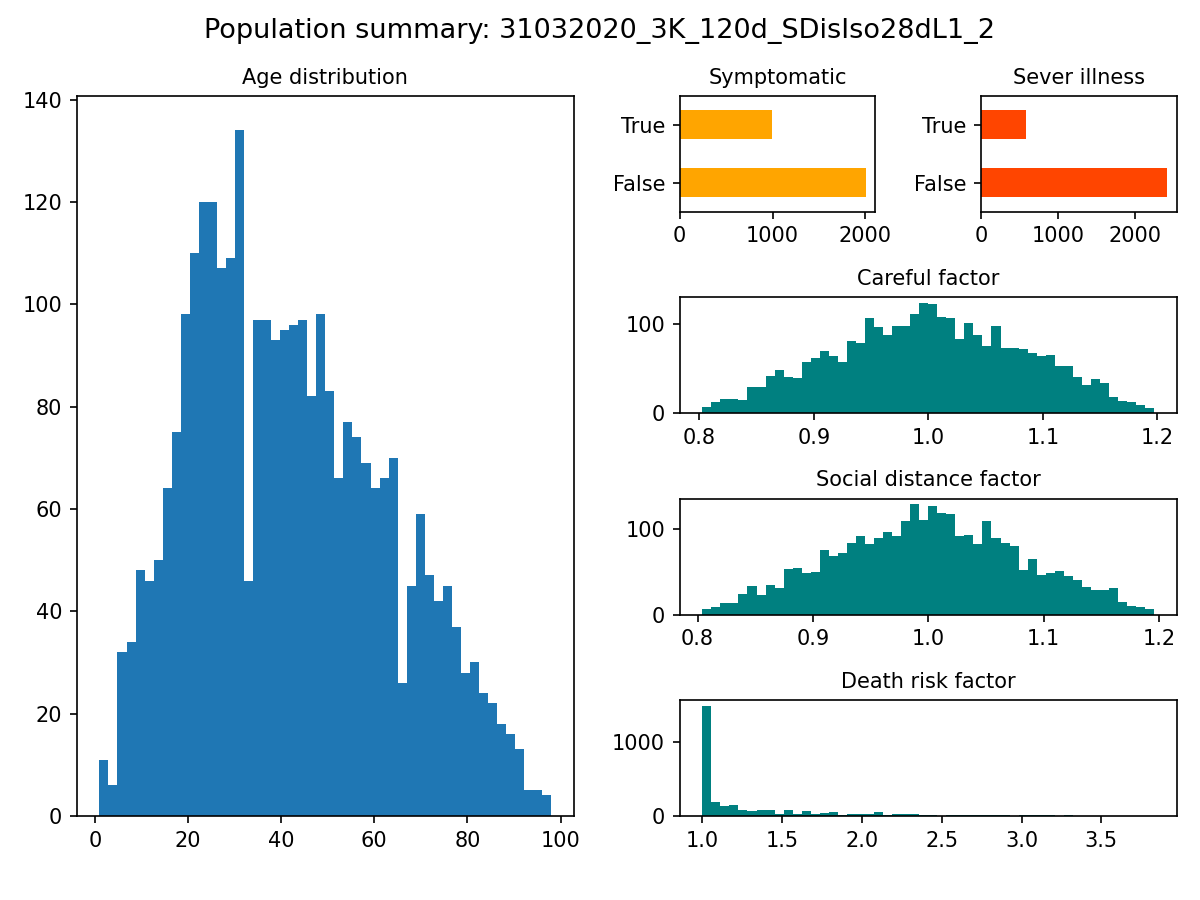 Population summary: 31032020_3K_120d_SDisIso28dL1_2
Age distribution
140
120
100
80
60
40
20
0
0 20 40 60 80 100
Symptomatic
True
False
0 1000 2000
Sever illness
True
False
0 1000 2000
Careful factor
100
0
0.8 0.9 1.0 1.1 1.2
Social distance factor
100
0
0.8 0.9 1.0 1.1 1.2
Death risk factor
1000
0
1.0 1.5 2.0 2.5 3.0 3.5